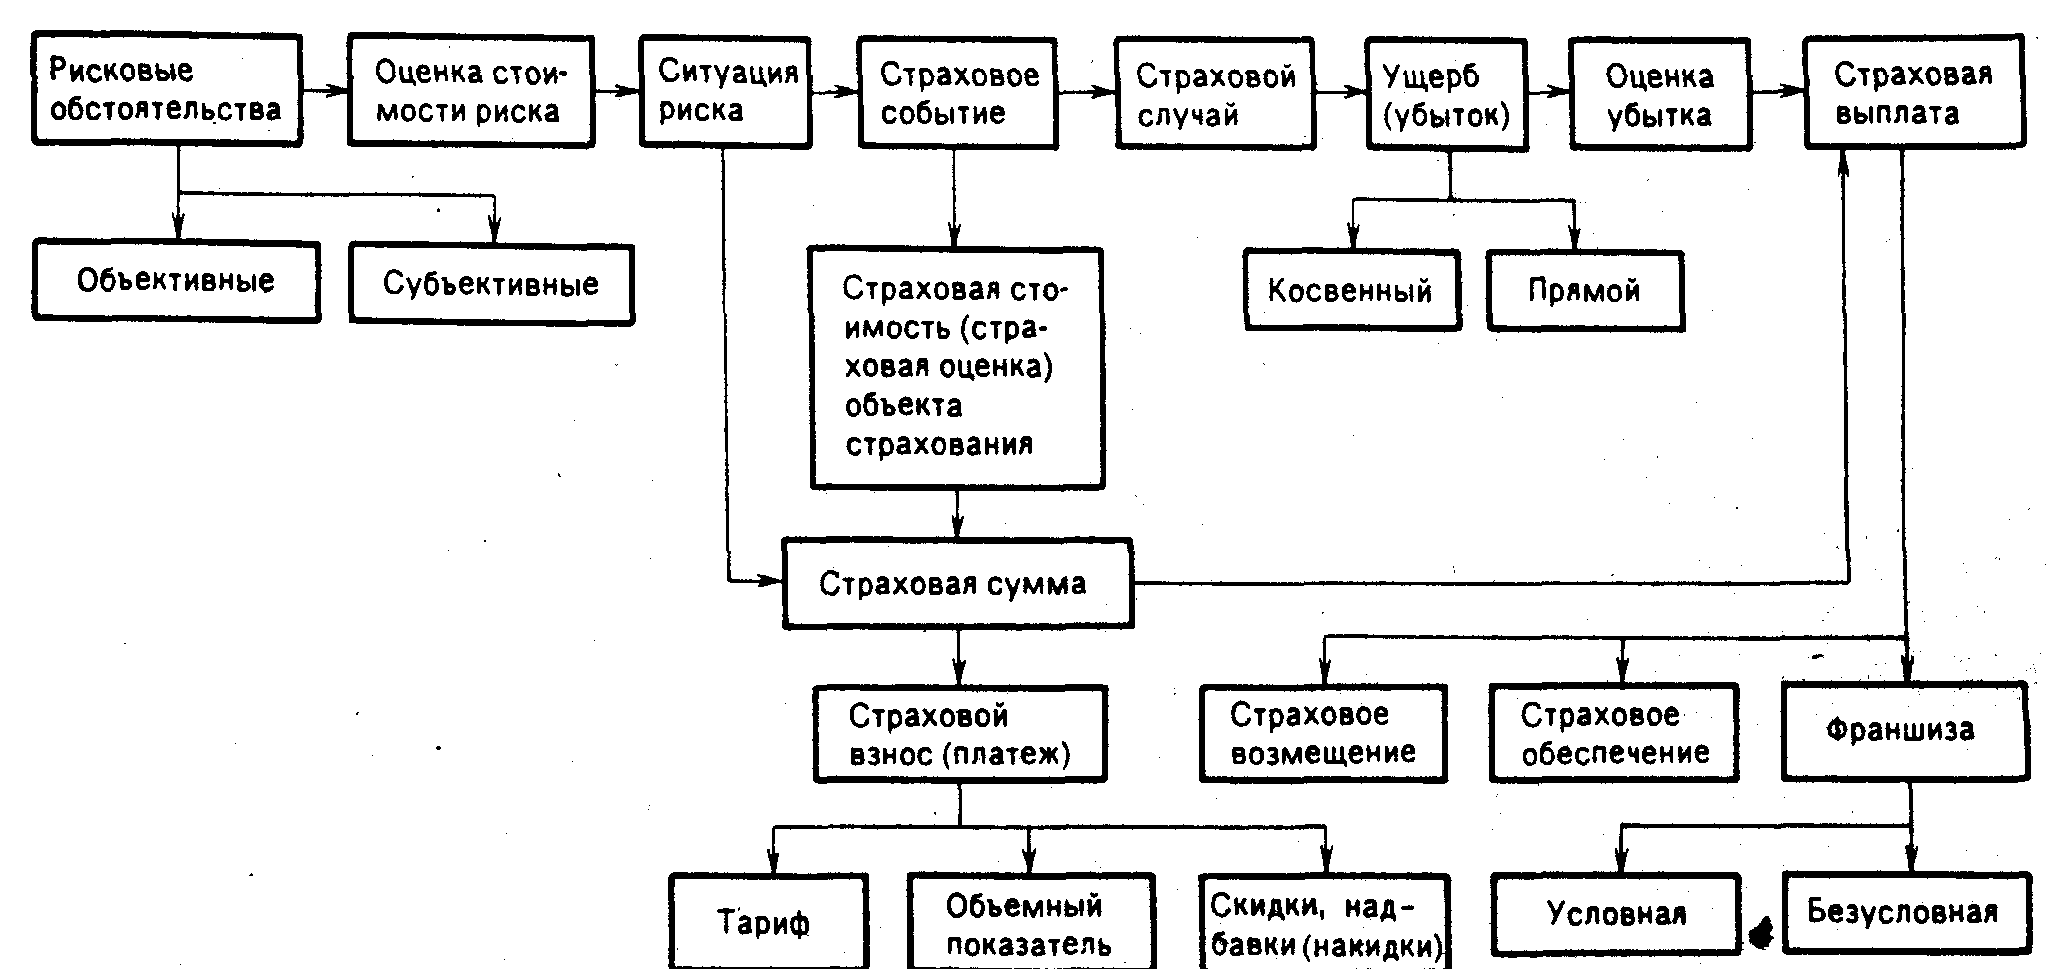 Рисковые
обстоятельства
Оценка стои-
мости риска
Ситуация
риска
Страховое
событие
Страховой
случай
Ущерб
(убыток)
Оценка
убытка
Страховая
выплата
Объективные
Субъективные
Страховая сто-
имость (стра-
ховая оценка)
объекта
страхования
Косвенный
Прямой
Страховая сумма
Страховой
взнос (платеж)
Страховое
возмещение
Страховое
обеспечение
Франшиза
Тариф
Объемный
показатель
Скидки, над-
бавки (накидки)
Условная
Безусловная